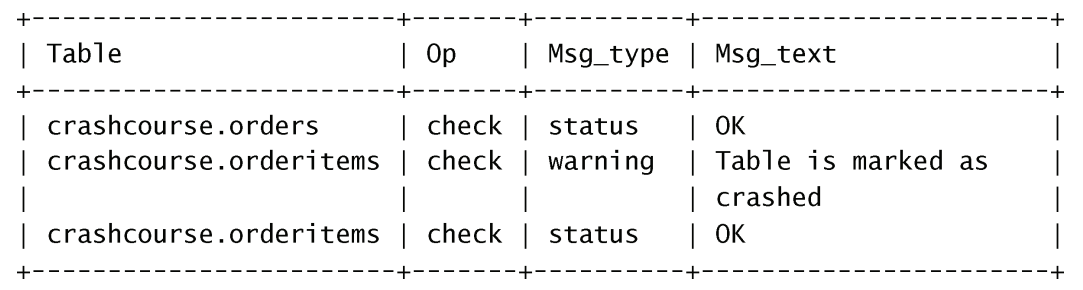 +------------------------+-------+----------+-----------------------+
| Table                  | Op    | Msg_type | Msg_text              |
+------------------------+-------+----------+-----------------------+
| crashcourse.orders     | check | status   | OK                    |
| crashcourse.orderitems | check | warning  | Table is marked as    |
|                        |       |          | crashed               |
| crashcourse.orderitems | check | status   | OK                    |
+------------------------+-------+----------+-----------------------+